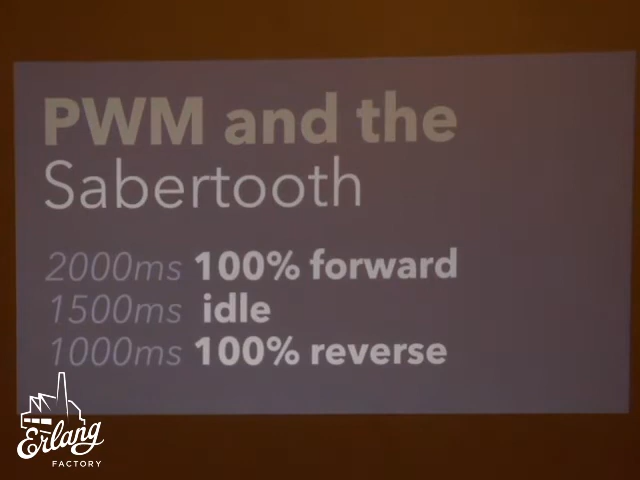 PWM and the
Sabertooth
2000ms 100% forward
1500ms idle
1000ms 100% reverse
Erlang
FACTORY